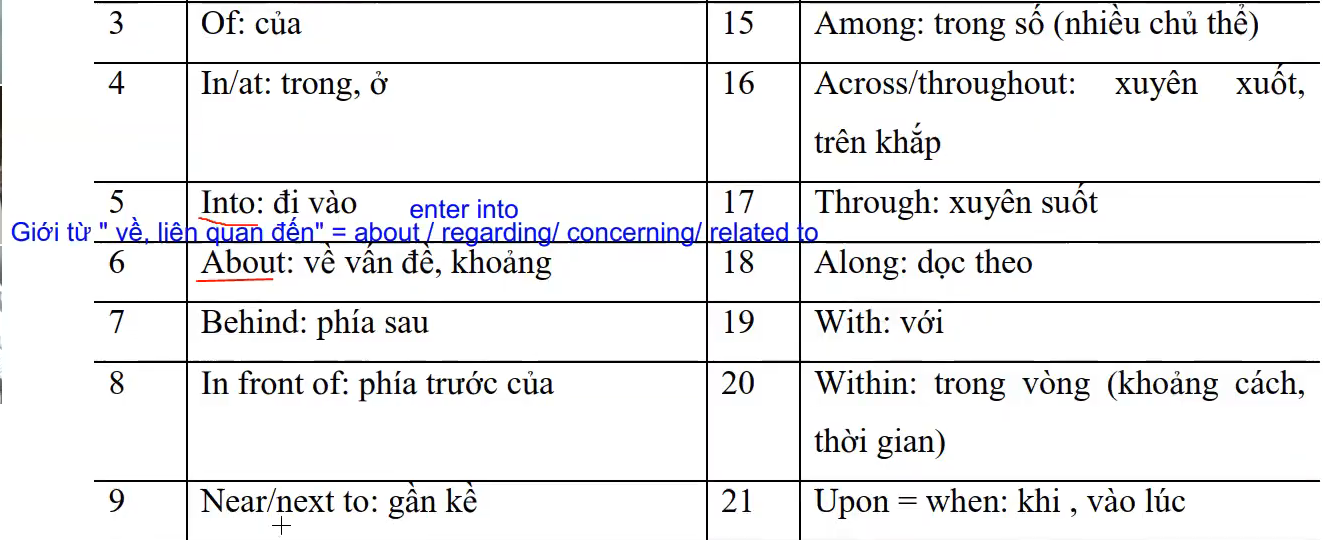 3 Of: của 15 Among: trong số (nhiều chủ thể)
4 In/at: trong, ở 16 Across/throughout: xuyên xuốt,
trên khắp
5 Into: đi vào enter into 17 Through: xuyên suốt
Giới từ " về, liên quan đến" = about / regarding/ concerning/ related to
6 About: về vấn đề, khoảng 18 Along: dọc theo
7 Behind: phía sau 19 With: với
8 In front of: phía trước của 20 Within: trong vòng (khoảng cách,
thời gian)
9 Near/next to: gần kề 21 Upon = when: khi , vào lúc